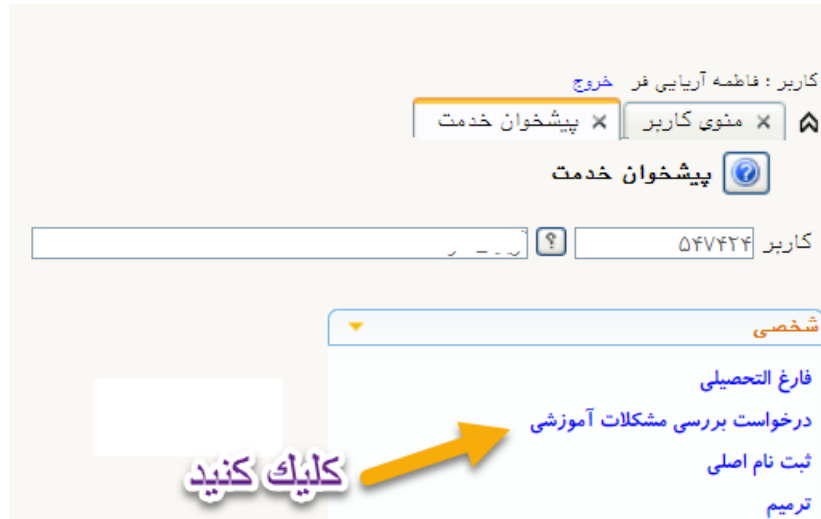 کاربر : فاطمه آریایی فر خروج
منوی کاربر پیشخوان خدمت
پیشخوان خدمت
کاربر ۵۴۷۴۲۴ ؟
شخصی
فارغ التحصیلی
درخواست بررسی مشکلات آموزشی
ثبت نام اصلی
کلیك کنید
ترمیم